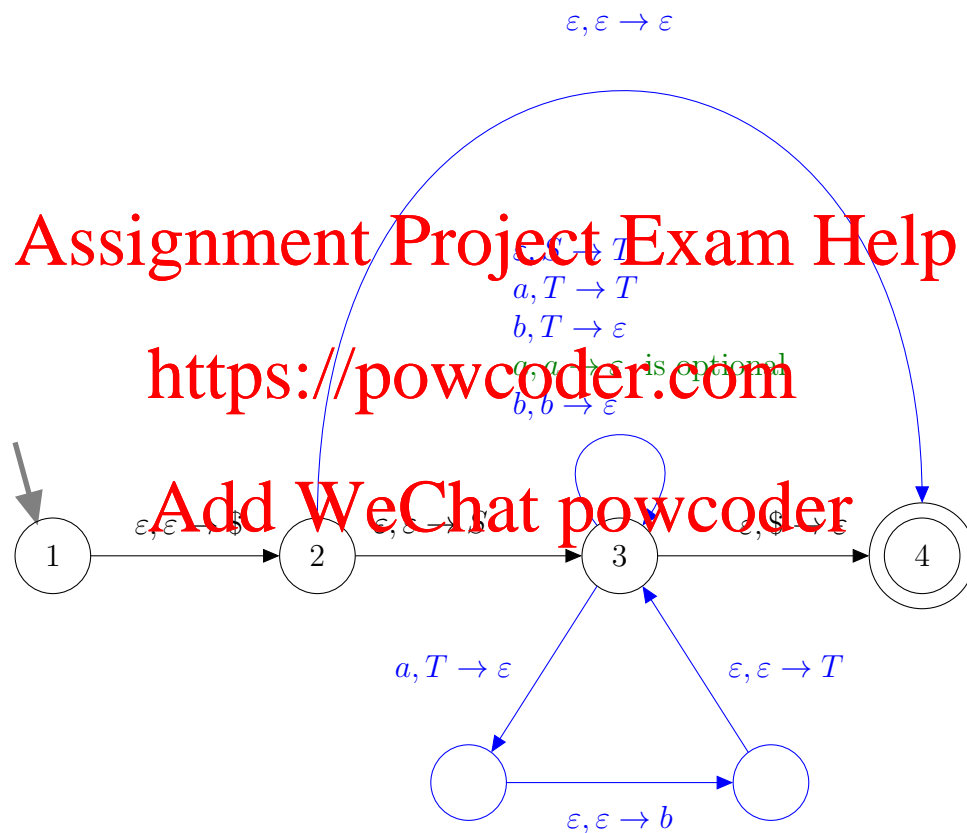 ε, ε → ε
Assignment Project Exam Help
ε, S → T
a, T → T
b, T → ε
a, a → ε is optional
https://powcoder.com
b, b → ε
Add WeChat powcoder
ε, ε → $
ε, ε → S
ε, $ → ε
1
2
3
4
a, T → ε
ε, ε → T
ε, ε → b